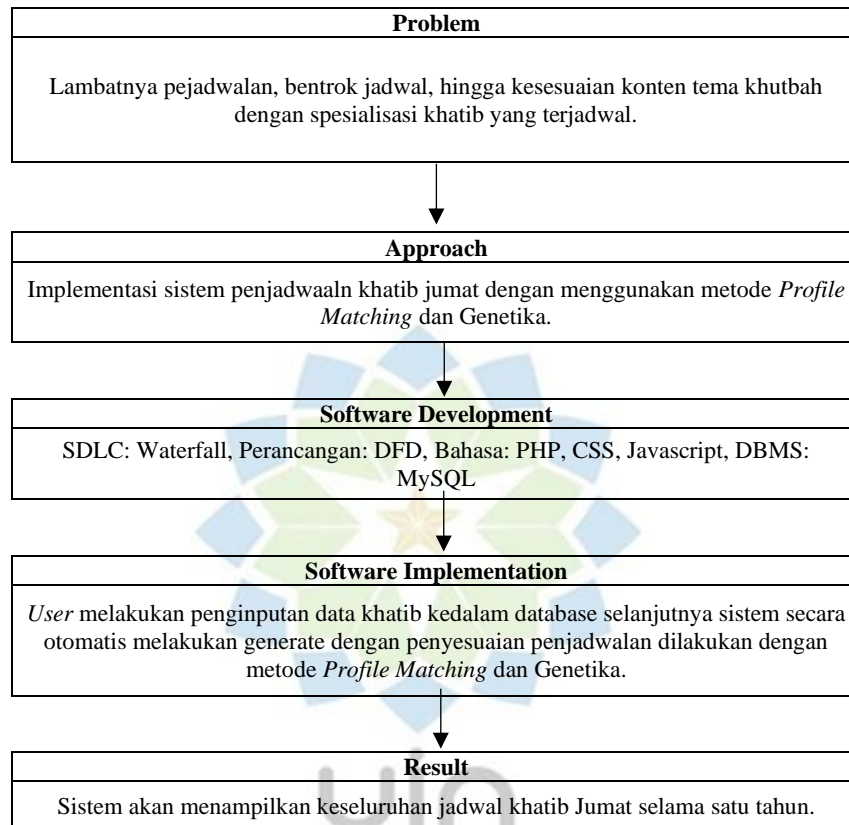 Problem
Lambatnya pejadwalan, bentrok jadwal, hingga kesesuaian konten tema khutbah
dengan spesialisasi khatib yang terjadwal.
Approach
Implementasi sistem penjadwaaln khatib jumat dengan menggunakan metode Profile
Matching dan Genetika.
Software Development
SDLC: Waterfall, Perancangan: DFD, Bahasa: PHP, CSS, Javascript, DBMS:
MySQL
Software Implementation
User melakukan penginputan data khatib kedalam database selanjutnya sistem secara
otomatis melakukan generate dengan penyesuaian penjadwalan dilakukan dengan
metode Profile Matching dan Genetika.
Result
Sistem akan menampilkan keseluruhan jadwal khatib Jumat selama satu tahun.